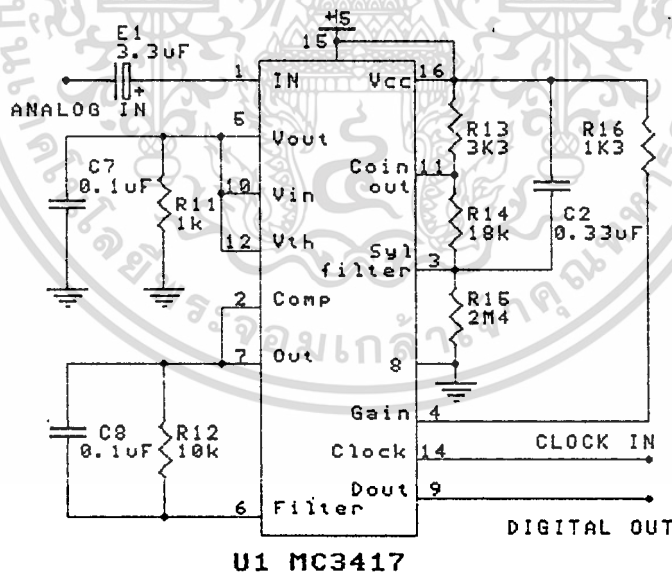 +5
15
E1
3.3uF
1
IN
Vcc
16
ANALOG IN
5
Vout
R13
3K3
R16
1K3
C7
0.1uF
R11
1k
10
Vin
Coin
out
11
12
Vth
R14
18k
C2
0.33uF
Syl
filter
3
2
Comp
R15
2M4
7
Out
8
Gain
4
C8
0.1uF
R12
10k
Clock
14
CLOCK IN
Dout
9
6
Filter
DIGITAL OUT
U1 MC3417